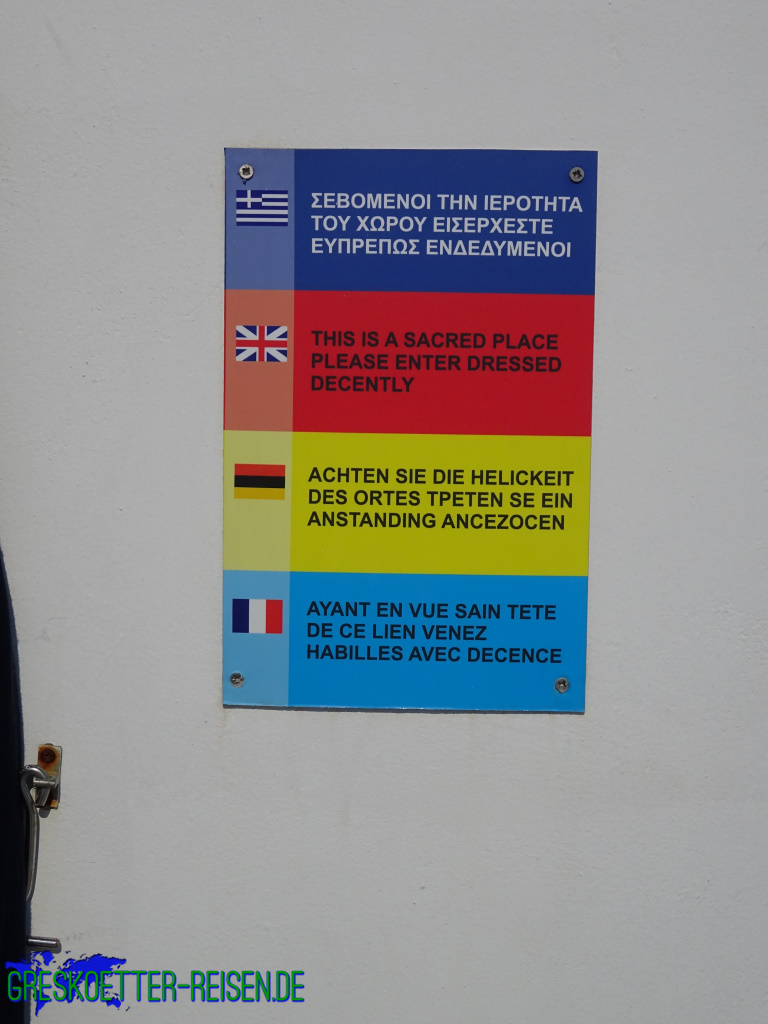 ΣΕΒΟΜΕΝΟΙ ΤΗΝ ΙΕΡΟΤΗΤΑ
ΤΟΥ ΧΩΡΟΥ ΕΙΣΕΡΧΕΣΤΕ
ΕΥΠΡΕΠΩΣ ΕΝΔΕΔΥΜΕΝΟΙ
THIS IS A SACRED PLACE
PLEASE ENTER DRESSED
DECENTLY
ACHTEN SIE DIE HELICKEIT
DES ORTES TPETEN SE EIN
ANSTANDING ANCEZOCEN
AYANT EN VUE SAIN TETE
DE CE LIEN VENEZ
HABILLES AVEC DECENCE
GRESKOETTER-REISEN.DE